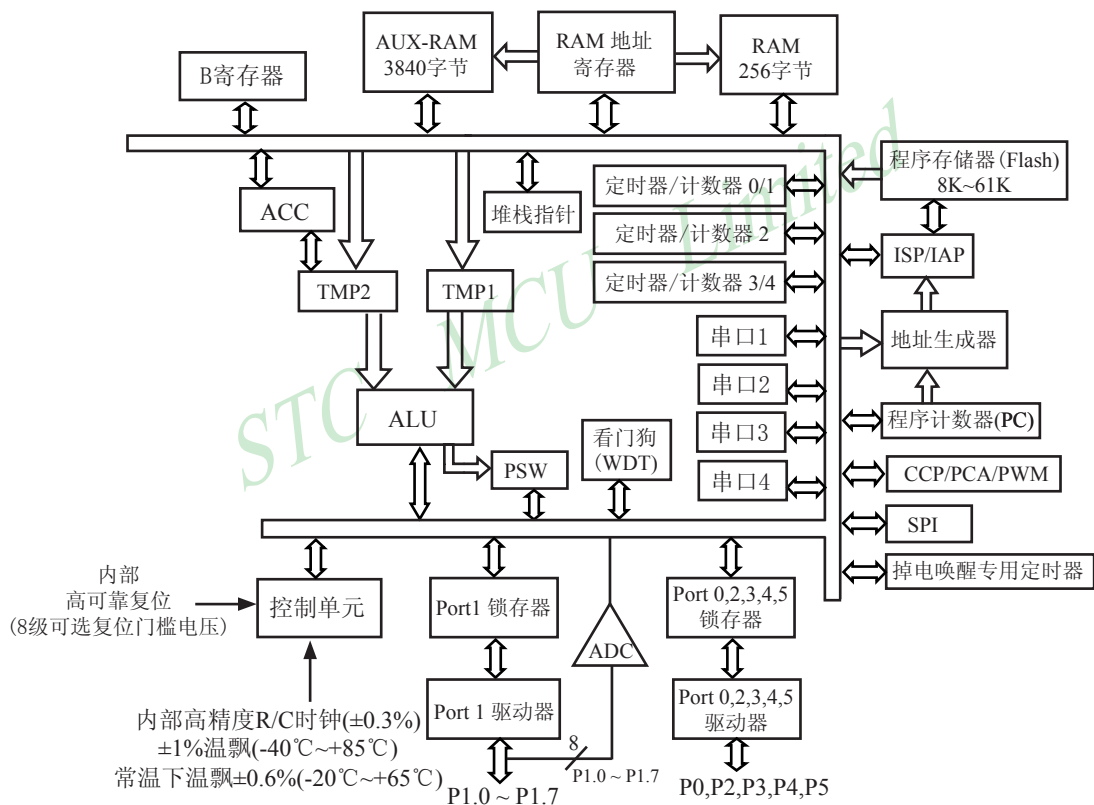 AUX-RAM
3840字节
RAM 地址
寄存器
RAM
256字节
B寄存器
程序存储器(Flash)
8K~61K
定时器/计数器 0/1
ACC
堆栈指针
定时器/计数器 2
ISP/IAP
定时器/计数器 3/4
TMP2
TMP1
串口1
地址生成器
串口2
ALU
程序计数器(PC)
串口3
看门狗
(WDT)
PSW
串口4
CCP/PCA/PWM
SPI
掉电唤醒专用定时器
内部
高可靠复位
(8级可选复位门槛电压)
控制单元
Port1 锁存器
Port 0,2,3,4,5
锁存器
ADC
Port 1 驱动器
Port 0,2,3,4,5
驱动器
内部高精度R/C时钟(±0.3%)
±1%温飘(-40℃~+85℃)
常温下温飘±0.6%(-20℃~+65℃)
8
P1.0 ~ P1.7
P1.0 ~ P1.7
P0,P2,P3,P4,P5
STC MCU Limited